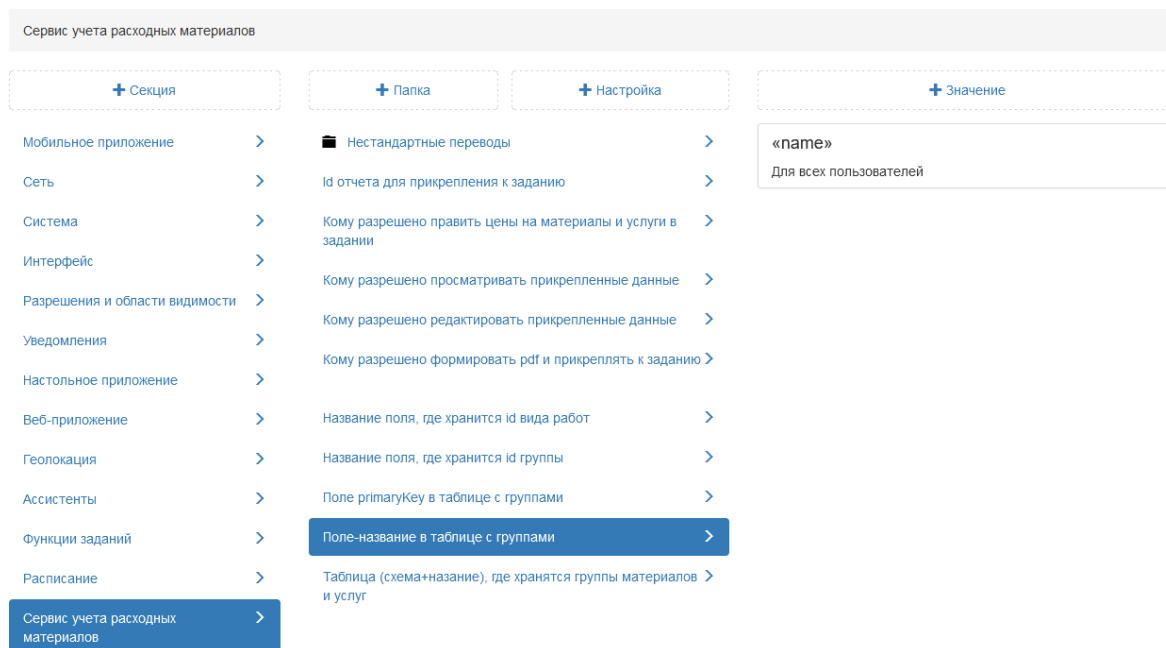 Сервис учета расходных материалов
Секция
Папка
Настройка
Значение
Мобильное приложение
Сеть
Система
Интерфейс
Разрешения и области видимости
Уведомления
Настольное приложение
Веб-приложение
Геолокация
Ассистенты
Функции заданий
Расписание
Сервис учета расходных
материалов
Нестандартные переводы
Id отчета для прикрепления к заданию
Кому разрешено править цены на материалы и услуги в
задании
Кому разрешено просматривать прикрепленные данные
Кому разрешено редактировать прикрепленные данные
Кому разрешено формировать pdf и прикреплять к заданию
Название поля, где хранится id вида работ
Название поля, где хранится id группы
Поле primaryKey в таблице с группами
Поле-название в таблице с группами
Таблица (схема+назание), где хранятся группы материалов
и услуг
«name»
Для всех пользователей